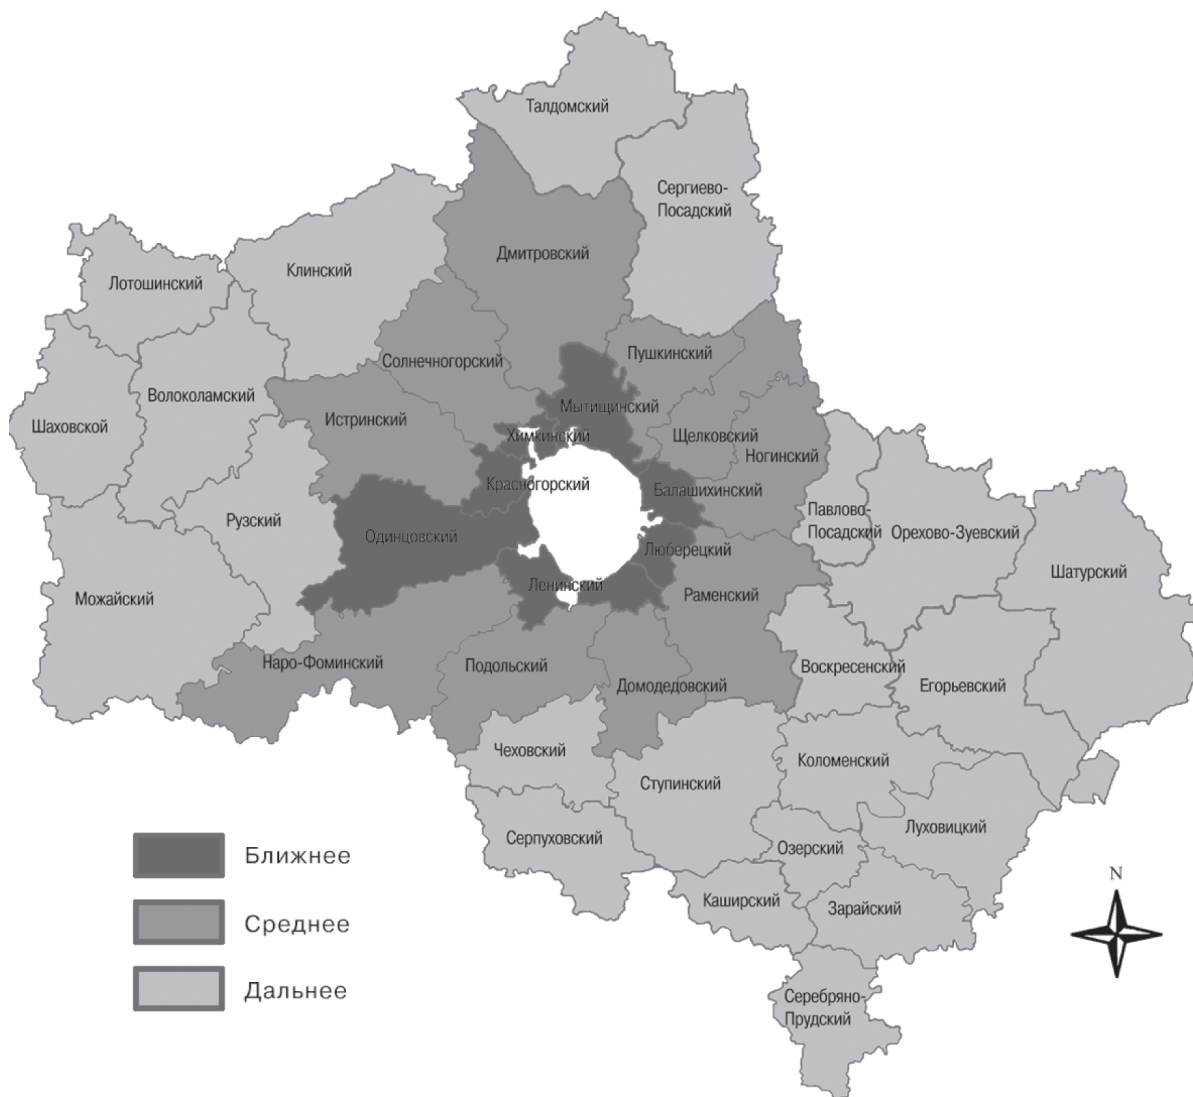 Талдомский
Сергиево-
Посадский
Дмитровский
Клинский
Лотошинский
Солнечногорский
Пушкинский
Волоколамский
Мытищинский
Истринский
Шаховской
Химкинский
Щелковский
Ногинский
Красногорский
Балашихинский
Павлово-
Посадский
Рузский
Одинцовский
Орехово-Зуевский
Люберецкий
Шатурский
Ленинский
Раменский
Можайский
Наро-Фоминский
Подольский
Воскресенский
Домодедовский
Егорьевский
Чеховский
Коломенский
Ступинский
Луховицкий
Серпуховский
Озерский
Каширский
Зарайский
Серебряно-
Прудский
Ближнее
Среднее
Дальнее
N